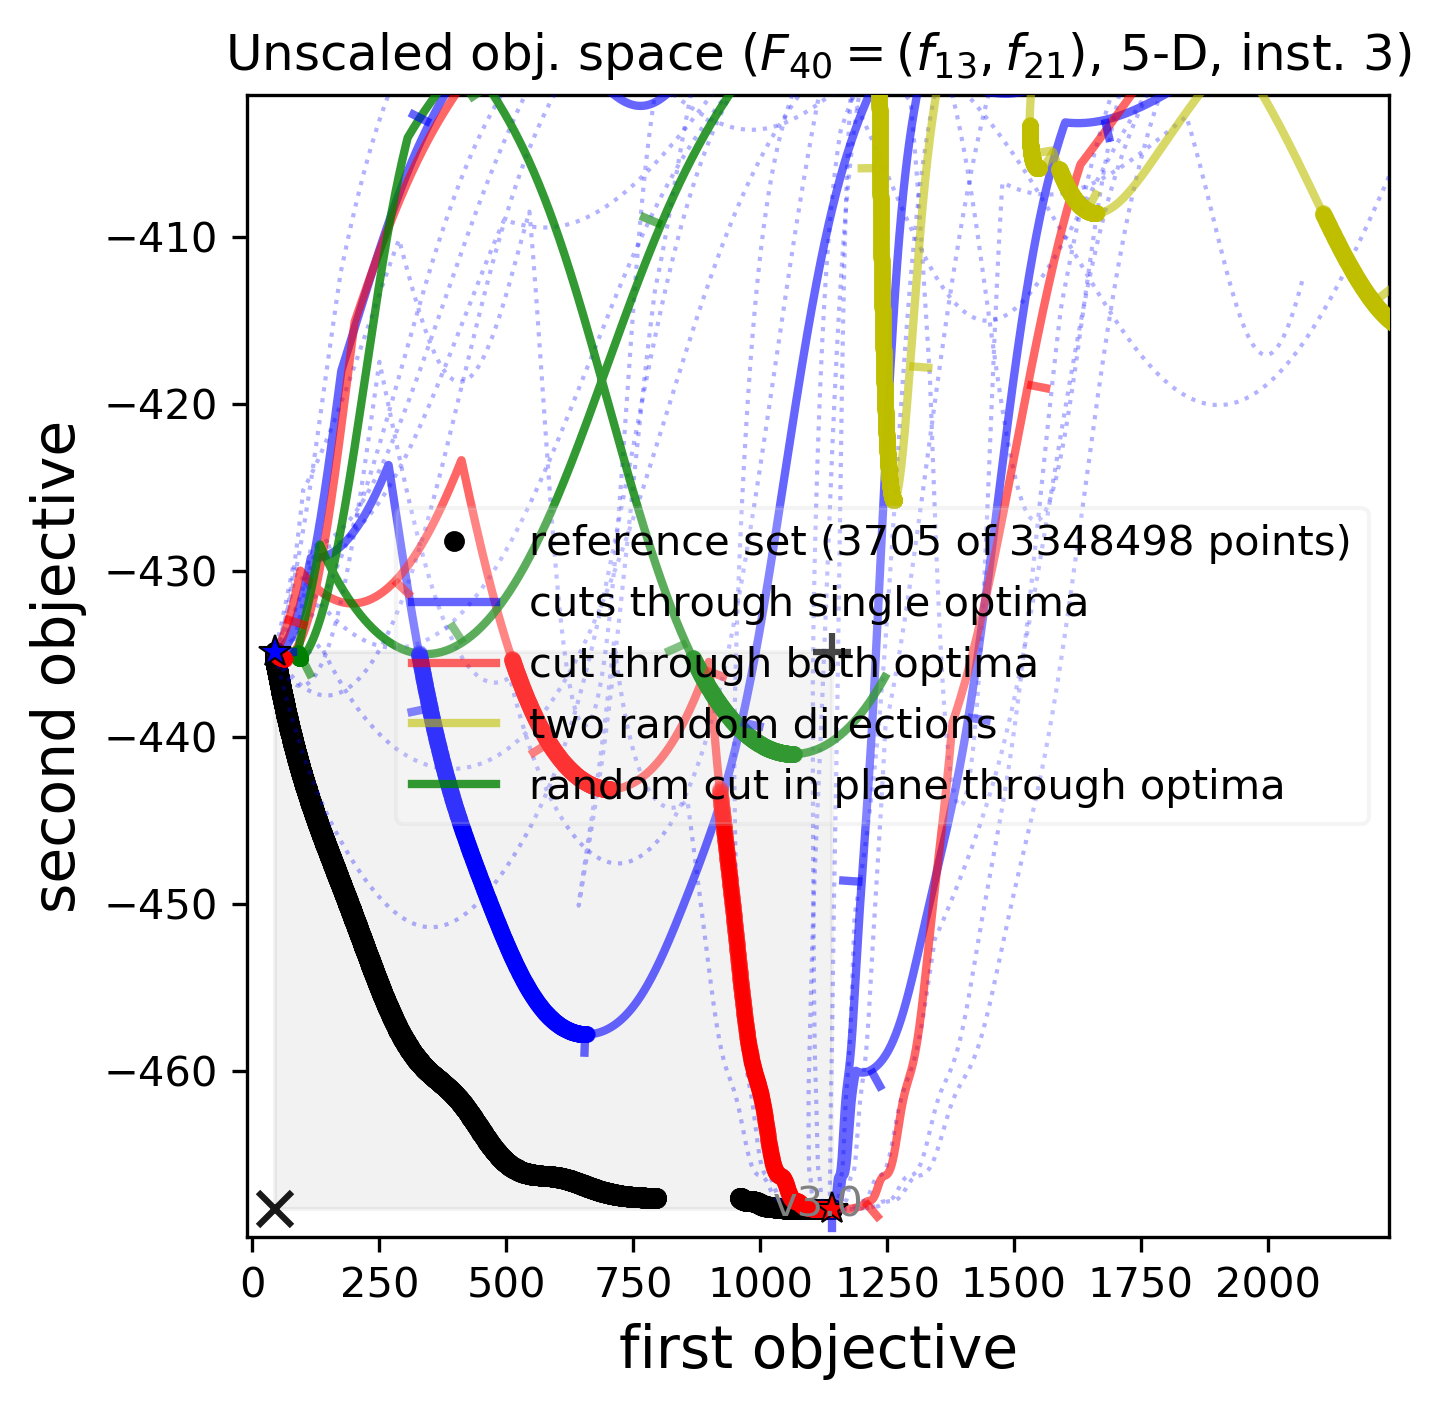 Unscaled obj. space (F₄₀ = (f₁₃, f₂₁), 5-D, inst. 3)
second objective
−410
−420
−430
−440
−450
−460
reference set (3705 of 3348498 points)
cuts through single optima
cut through both optima
two random directions
random cut in plane through optima
v3.0
0 250 500 750 1000 1250 1500 1750 2000
first objective